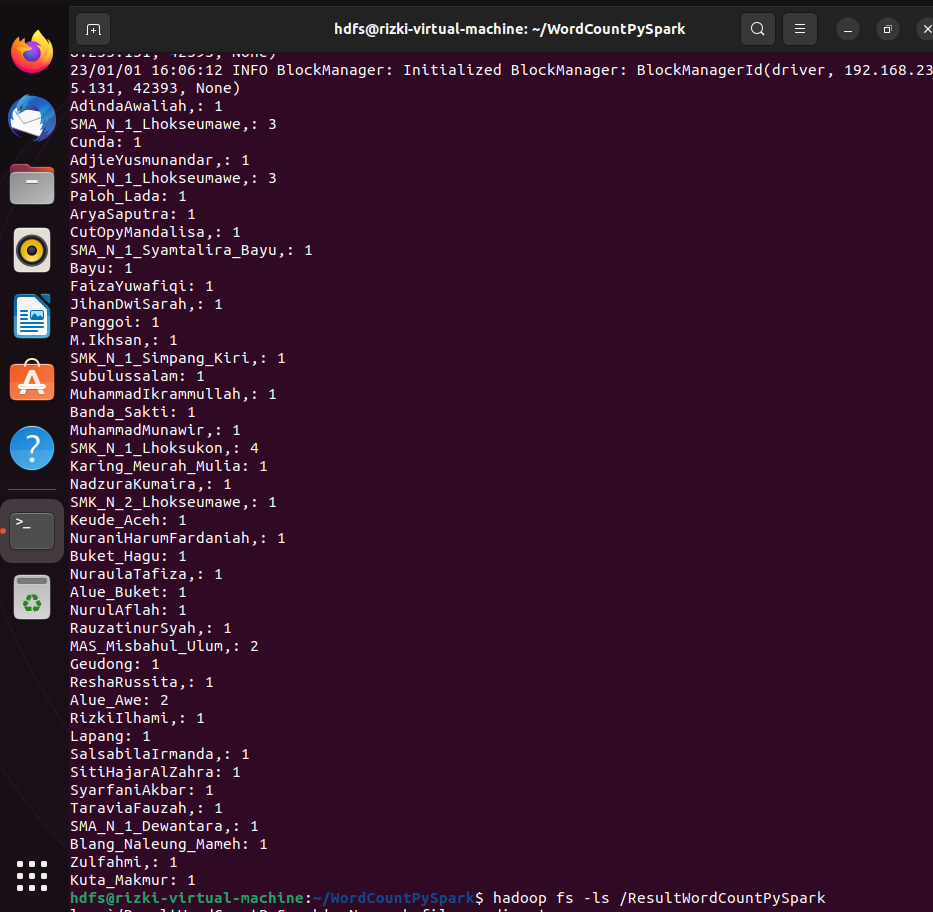 hdfs@rizki-virtual-machine: ~/WordCountPySpark
23/01/01 16:06:12 INFO BlockManager: Initialized BlockManager: BlockManagerId(driver, 192.168.23
5.131, 42393, None)
AdindaAwaliah,: 1
SMA_N_1_Lhokseumawe,: 3
Cunda: 1
AdjieYusmunandar,: 1
SMK_N_1_Lhokseumawe,: 3
Paloh_Lada: 1
AryaSaputra: 1
CutOpyMandalisa,: 1
SMA_N_1_Syamtalira_Bayu,: 1
Bayu: 1
FaizaYuwafiqi: 1
JihanDwiSarah,: 1
Panggoi: 1
M.Ikhsan,: 1
SMK_N_1_Simpang_Kiri,: 1
Subulussalam: 1
MuhammadIkrammullah,: 1
Banda_Sakti: 1
MuhammadMunawir,: 1
SMK_N_1_Lhoksukon,: 4
Karing_Meurah_Mulia: 1
NadzuraKumaira,: 1
SMK_N_2_Lhokseumawe,: 1
Keude_Aceh: 1
NuraniHarumFardaniah,: 1
Buket_Hagu: 1
NuraulaTafiza,: 1
Alue_Buket: 1
NurulAflah: 1
RauzatinurSyah,: 1
MAS_Misbahul_Ulum,: 2
Geudong: 1
ReshaRussita,: 1
Alue_Awe: 2
RizkiIlhami,: 1
Lapang: 1
SalsabilaIrmanda,: 1
SitiHajarAlZahra: 1
SyarfaniAkbar: 1
TaraviaFauzah,: 1
SMA_N_1_Dewantara,: 1
Blang_Naleung_Mameh: 1
Zulfahmi,: 1
Kuta_Makmur: 1
hdfs@rizki-virtual-machine:~/WordCountPySpark$ hadoop fs -ls /ResultWordCountPySpark